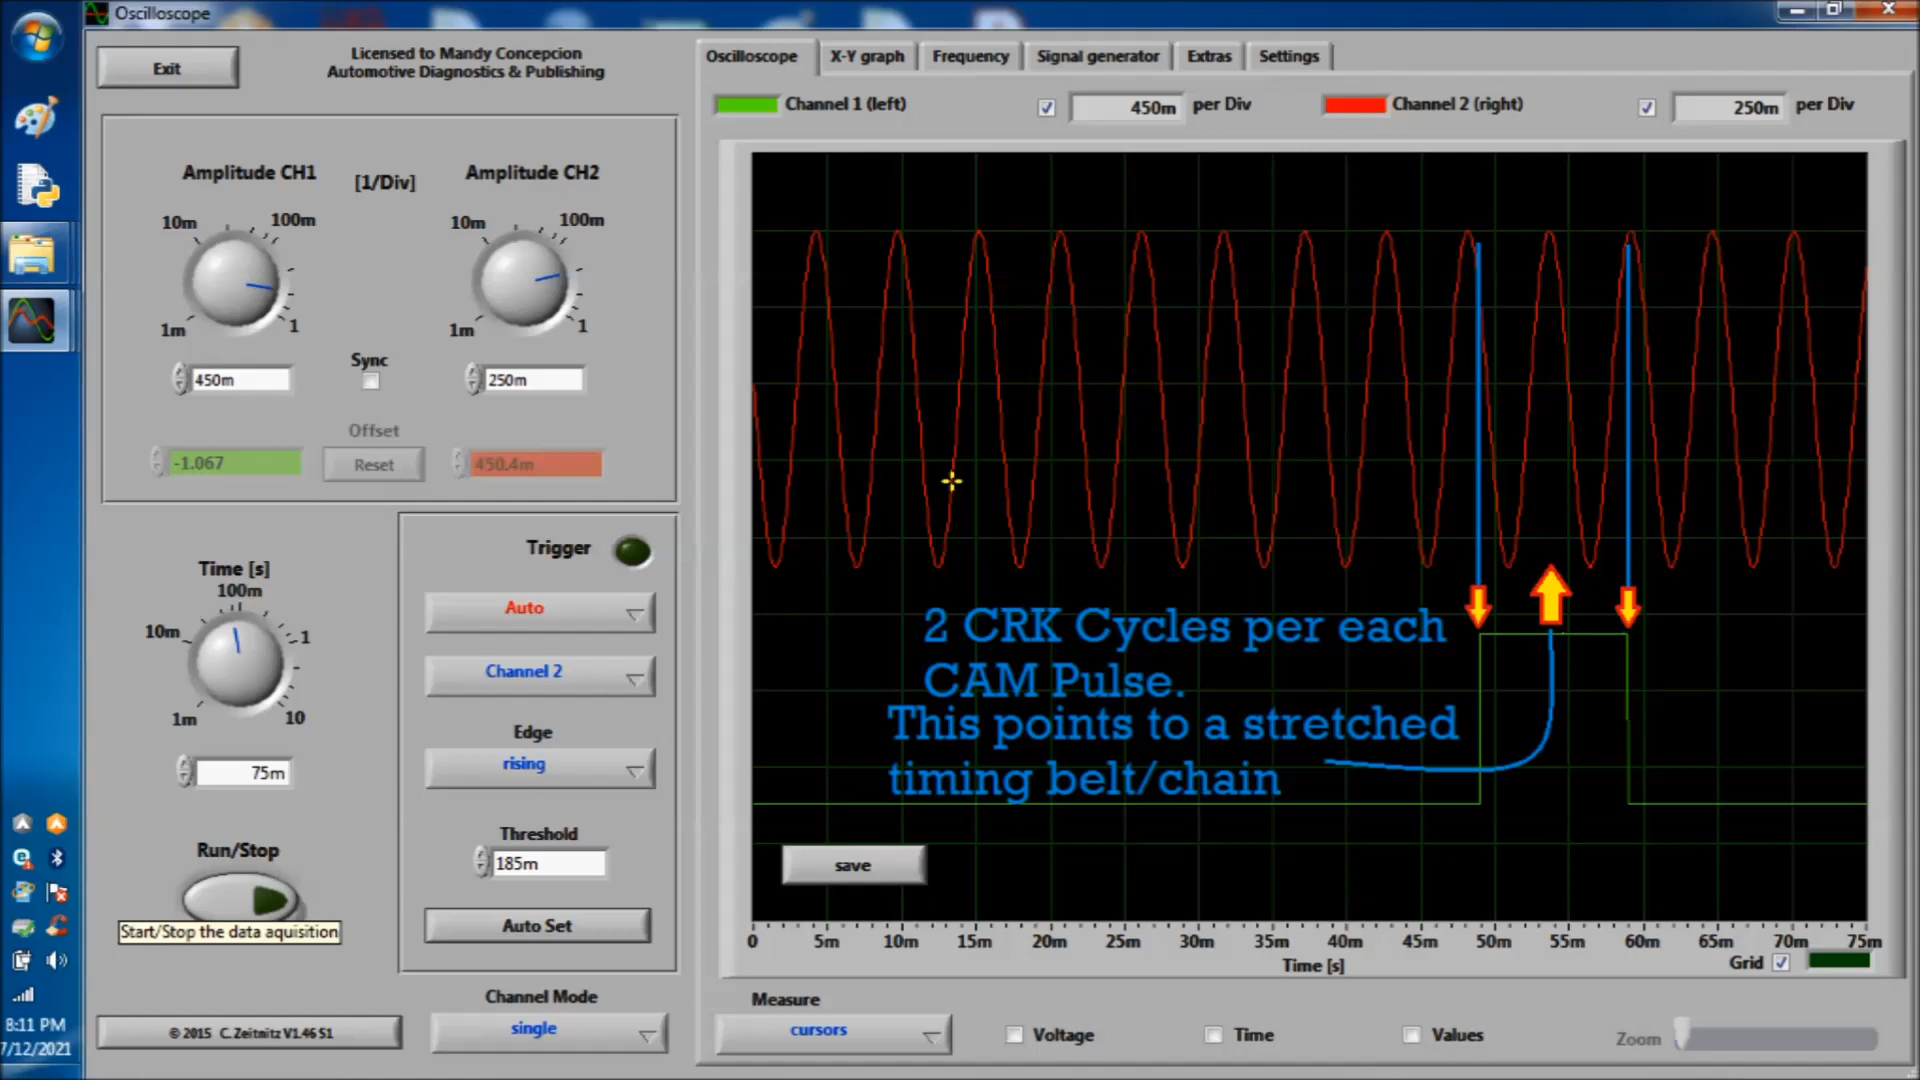 Oscilloscope
Exit
Licensed to Mandy Concepcion
Automotive Diagnostics & Publishing
Oscilloscope
X-Y graph
Frequency
Signal generator
Extras
Settings
Channel 1 (left)
450m
per Div
Channel 2 (right)
250m
per Div
Amplitude CH1
[1/Div]
Amplitude CH2
10m
100m
1m
1
10m
100m
1m
1
450m
Sync
250m
Offset
-1.067
Reset
450.4m
Time [s]
100m
10m
1
1m
10
75m
Run/Stop
Start/Stop the data aquisition
Trigger
Auto
Channel 2
Edge
rising
Threshold
185m
Auto Set
Channel Mode
single
© 2015 C. Zeitnitz V1.46 S1
2 CRK Cycles per each
CAM Pulse.
This points to a stretched
timing belt/chain
save
0 5m 10m 15m 20m 25m 30m 35m 40m 45m 50m 55m 60m 65m 70m 75m
Time [s]
Grid
Measure
cursors
Voltage
Time
Values
Zoom
8:11 PM
7/12/2021